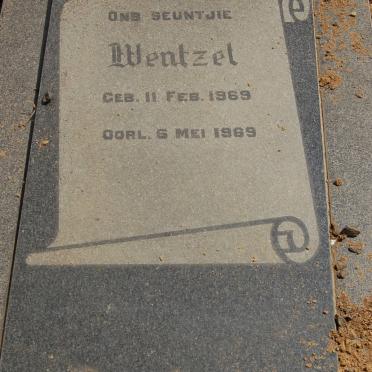 Ons seuntjie
Wentzel
Geb. 11 Feb. 1969
Oorl. 6 Mei 1969